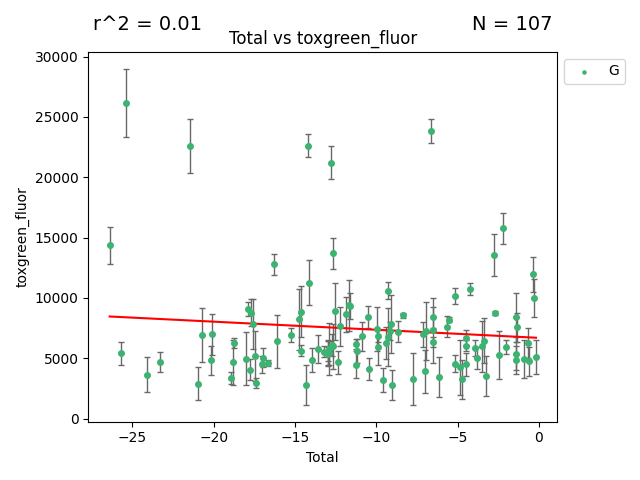 r^2 = 0.01
N = 107
Total vs toxgreen_fluor
G
30000
25000
20000
15000
10000
5000
0
toxgreen_fluor
−25
−20
−15
−10
−5
0
Total